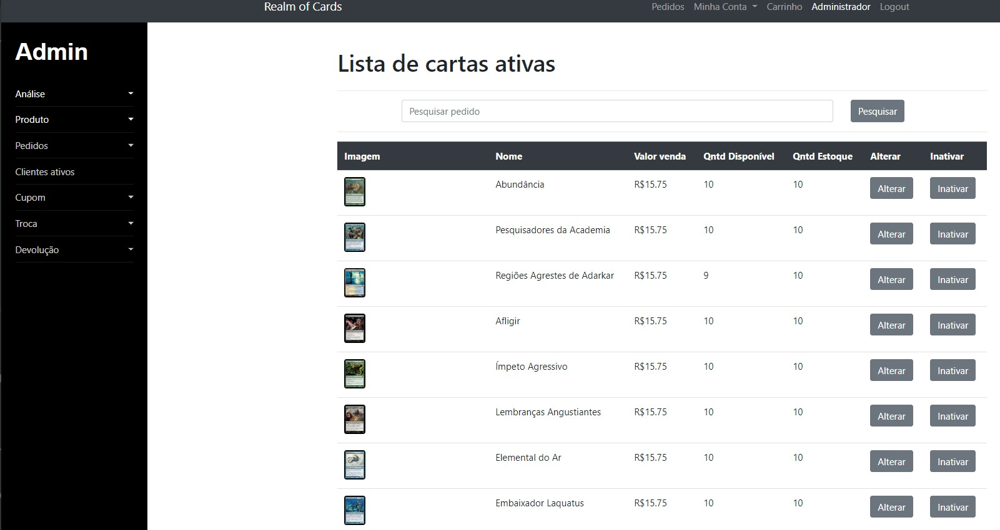 Realm of Cards
Pedidos Minha Conta Carrinho Administrador Logout
Admin
Análise
Produto
Pedidos
Clientes ativos
Cupom
Troca
Devolução
Lista de cartas ativas
Pesquisar pedido Pesquisar
Imagem Nome Valor venda Qntd Disponível Qntd Estoque Alterar Inativar
Abundância R$15.75 10 10 Alterar Inativar
Pesquisadores da Academia R$15.75 10 10 Alterar Inativar
Regiões Agrestes de Adarkar R$15.75 9 10 Alterar Inativar
Afligir R$15.75 10 10 Alterar Inativar
Ímpeto Agressivo R$15.75 10 10 Alterar Inativar
Lembranças Angustiantes R$15.75 10 10 Alterar Inativar
Elemental do Ar R$15.75 10 10 Alterar Inativar
Embaixador Laquatus R$15.75 10 10 Alterar Inativar